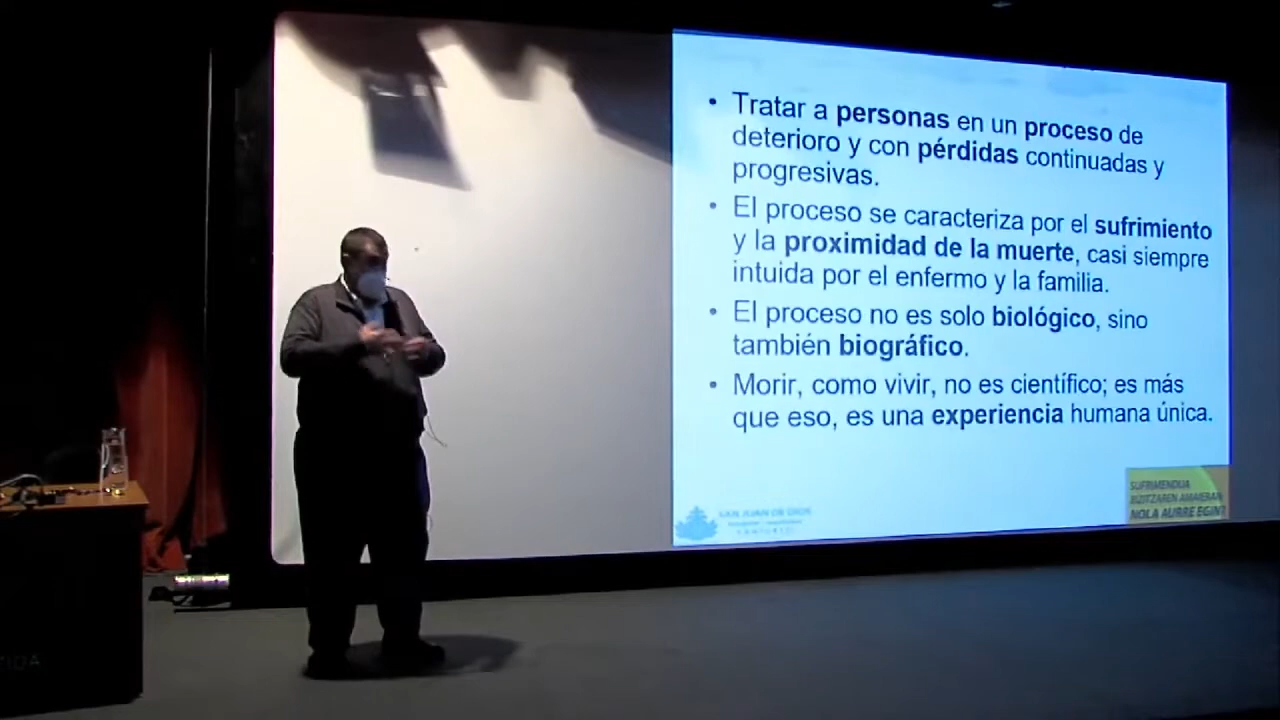 • Tratar a personas en un proceso de
deterioro y con pérdidas continuadas y
progresivas.
• El proceso se caracteriza por el sufrimiento
y la proximidad de la muerte, casi siempre
intuida por el enfermo y la familia.
• El proceso no es solo biológico, sino
también biográfico.
• Morir, como vivir, no es científico; es más
que eso, es una experiencia humana única.
SAN JUAN DE DIOS
SUFRIMENDUA
BIZITZAREN AMAIERAN
NOLA AURRE EGIN?